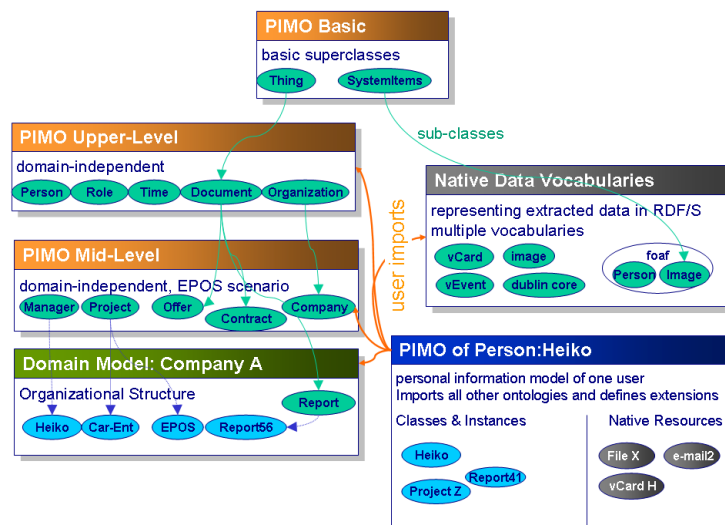 PIMO Basic
basic superclasses
Thing
SystemItems
sub-classes
PIMO Upper-Level
domain-independent
Person
Role
Time
Document
Organization
Native Data Vocabularies
representing extracted data in RDF/S
multiple vocabularies
vCard
image
vEvent
dublin core
foaf
Person
Image
user imports
PIMO Mid-Level
domain-independent, EPOS scenario
Manager
Project
Offer
Contract
Company
Domain Model: Company A
Organizational Structure
Report
Heiko
Car-Ent
EPOS
Report56
PIMO of Person:Heiko
personal information model of one user
Imports all other ontologies and defines extensions
Classes & Instances
Heiko
Report41
Project Z
Native Resources
File X
e-mail2
vCard H